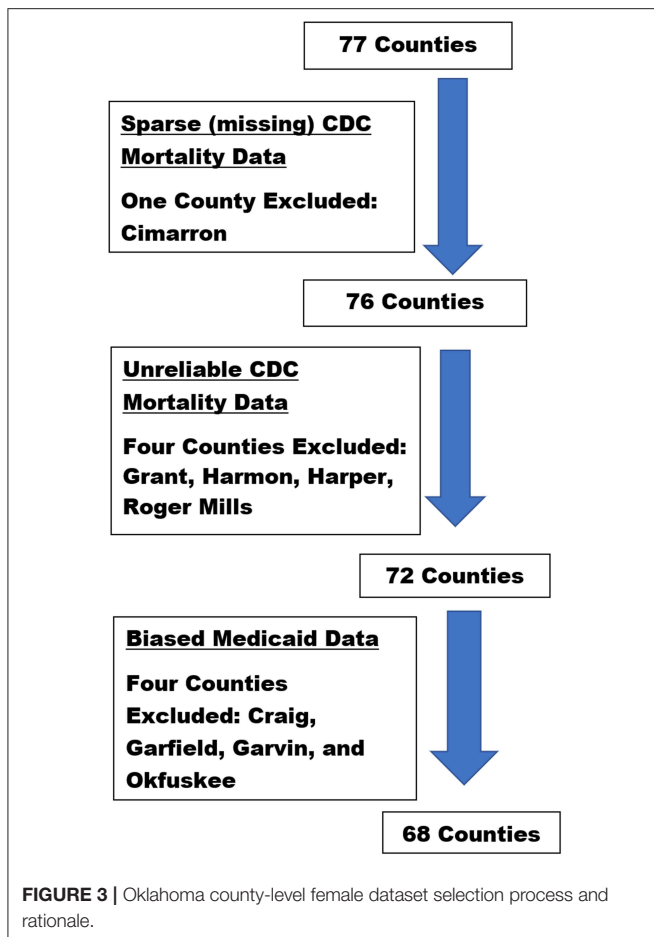 77 Counties
Sparse (missing) CDC
Mortality Data
One County Excluded:
Cimarron
76 Counties
Unreliable CDC
Mortality Data
Four Counties Excluded:
Grant, Harmon, Harper,
Roger Mills
72 Counties
Biased Medicaid Data
Four Counties
Excluded: Craig,
Garfield, Garvin, and
Okfuskee
68 Counties
FIGURE 3 | Oklahoma county-level female dataset selection process and
rationale.